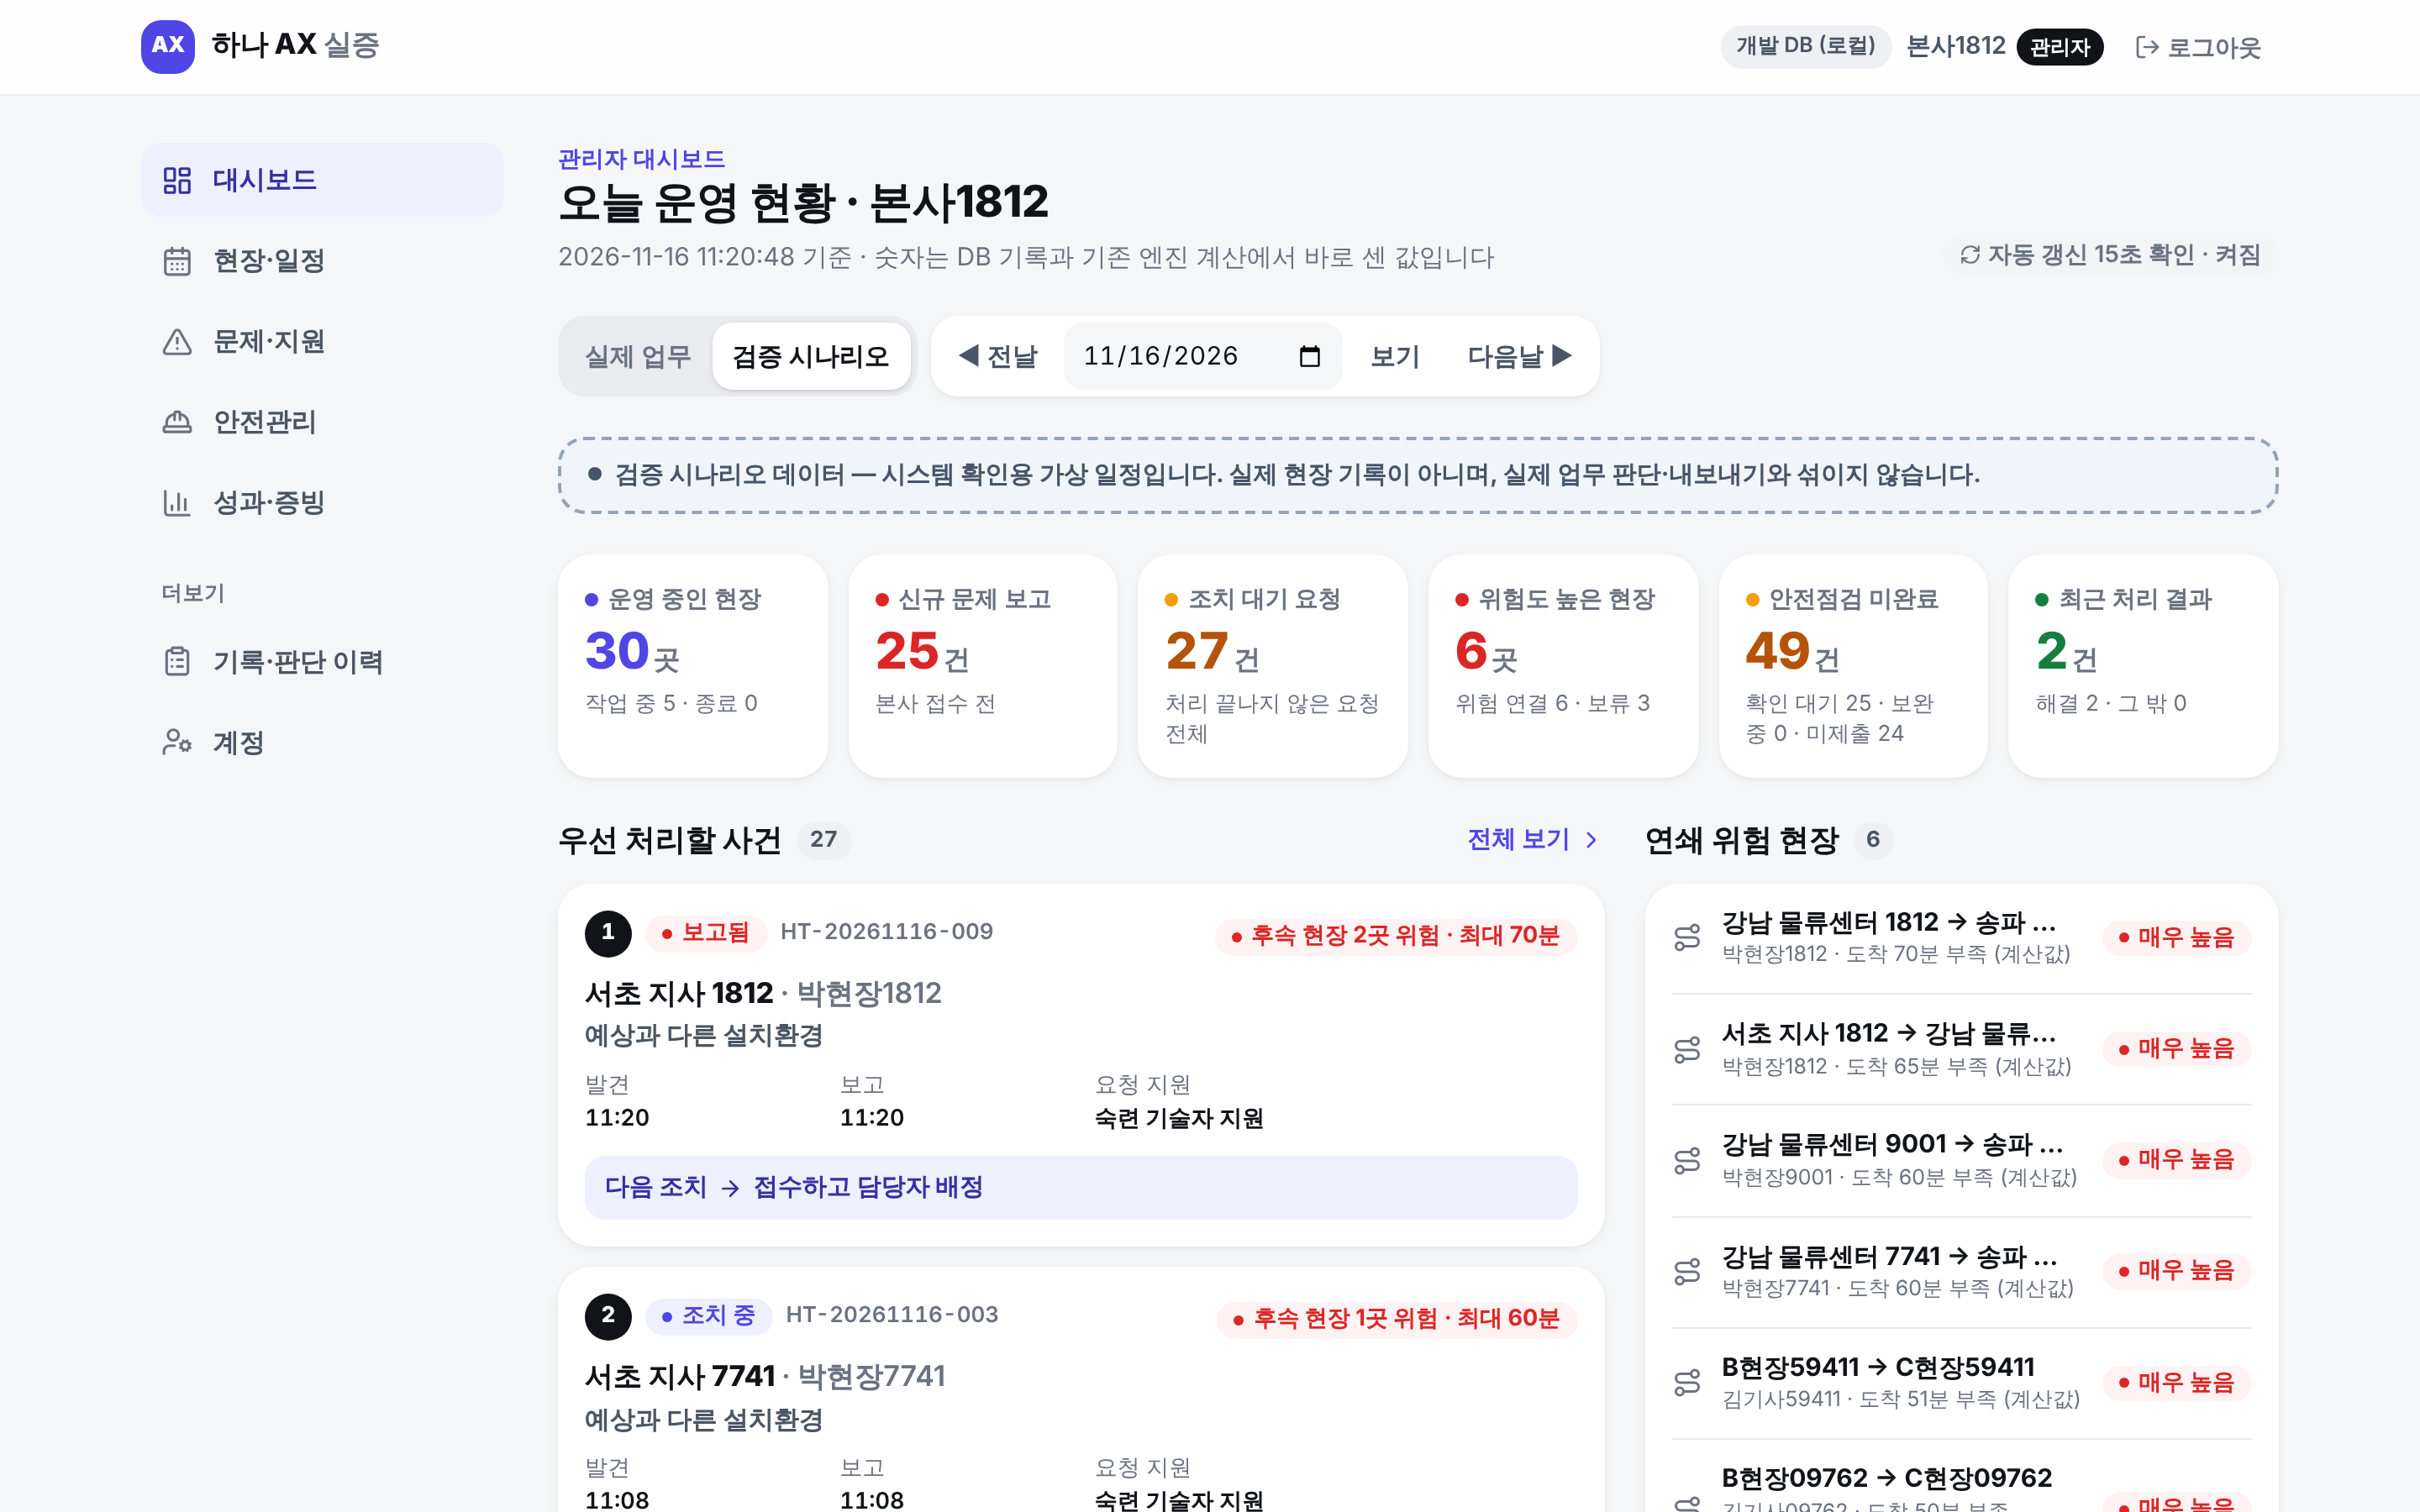 AX 하나 AX 실증
개발 DB (로컬) 본사1812 관리자 로그아웃
대시보드
현장·일정
문제·지원
안전관리
성과·증빙
더보기
기록·판단 이력
계정
관리자 대시보드
오늘 운영 현황 · 본사1812
2026-11-16 11:20:48 기준 · 숫자는 DB 기록과 기존 엔진 계산에서 바로 센 값입니다
자동 갱신 15초 확인 · 켜짐
실제 업무 검증 시나리오 ◀ 전날 11/16/2026 보기 다음날 ▶
검증 시나리오 데이터 — 시스템 확인용 가상 일정입니다. 실제 현장 기록이 아니며, 실제 업무 판단·내보내기와 섞이지 않습니다.
운영 중인 현장
30곳
작업 중 5 · 종료 0
신규 문제 보고
25건
본사 접수 전
조치 대기 요청
27건
처리 끝나지 않은 요청
전체
위험도 높은 현장
6곳
위험 연결 6 · 보류 3
안전점검 미완료
49건
확인 대기 25 · 보완
중 0 · 미제출 24
최근 처리 결과
2건
해결 2 · 그 밖 0
우선 처리할 사건 27 전체 보기
1 보고됨 HT-20261116-009 후속 현장 2곳 위험 · 최대 70분
서초 지사 1812 · 박현장1812
예상과 다른 설치환경
발견 보고 요청 지원
11:20 11:20 숙련 기술자 지원
다음 조치 → 접수하고 담당자 배정
2 조치 중 HT-20261116-003 후속 현장 1곳 위험 · 최대 60분
서초 지사 7741 · 박현장7741
예상과 다른 설치환경
발견 보고 요청 지원
11:08 11:08 숙련 기술자 지원
연쇄 위험 현장 6
강남 물류센터 1812 → 송파 ... 매우 높음
박현장1812 · 도착 70분 부족 (계산값)
서초 지사 1812 → 강남 물류... 매우 높음
박현장1812 · 도착 65분 부족 (계산값)
강남 물류센터 9001 → 송파 ... 매우 높음
박현장9001 · 도착 60분 부족 (계산값)
강남 물류센터 7741 → 송파 ... 매우 높음
박현장7741 · 도착 60분 부족 (계산값)
B현장59411 → C현장59411 매우 높음
김기사59411 · 도착 51분 부족 (계산값)
B현장09762 → C현장09762 매우 높음
김기사09762 · 도착 50분 부족